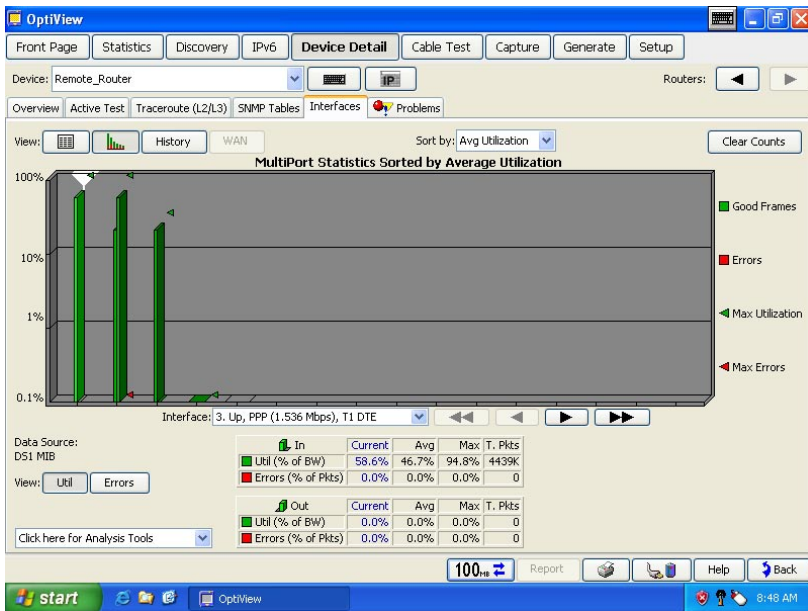 OptiView
Front Page Statistics Discovery IPv6 Device Detail Cable Test Capture Generate Setup
Device: Remote_Router IP Routers:
Overview Active Test Traceroute (L2/L3) SNMP Tables Interfaces Problems
View: History WAN Sort by: Avg Utilization Clear Counts
MultiPort Statistics Sorted by Average Utilization
100%
Good Frames
10%
Errors
1%
Max Utilization
Max Errors
0.1%
Interface: 3. Up, PPP (1.536 Mbps), T1 DTE
Data Source:
DS1 MIB
In Current Avg Max T. Pkts
Util (% of BW) 58.6% 46.7% 94.8% 4439K
Errors (% of Pkts) 0.0% 0.0% 0.0% 0
View: Util Errors
Out Current Avg Max T. Pkts
Util (% of BW) 0.0% 0.0% 0.0% 0
Errors (% of Pkts) 0.0% 0.0% 0.0% 0
Click here for Analysis Tools
100MB Report Help Back
start OptiView 8:48 AM